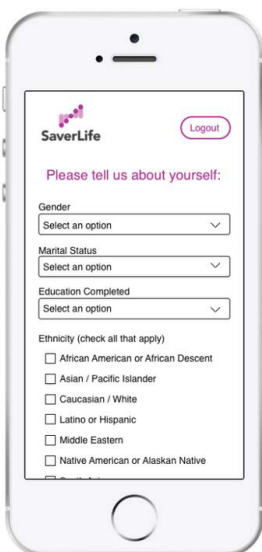 SaverLife
Logout
Please tell us about yourself:
Gender
Select an option
Marital Status
Select an option
Education Completed
Select an option
Ethnicity (check all that apply)
African American or African Descent
Asian / Pacific Islander
Caucasian / White
Latino or Hispanic
Middle Eastern
Native American or Alaskan Native